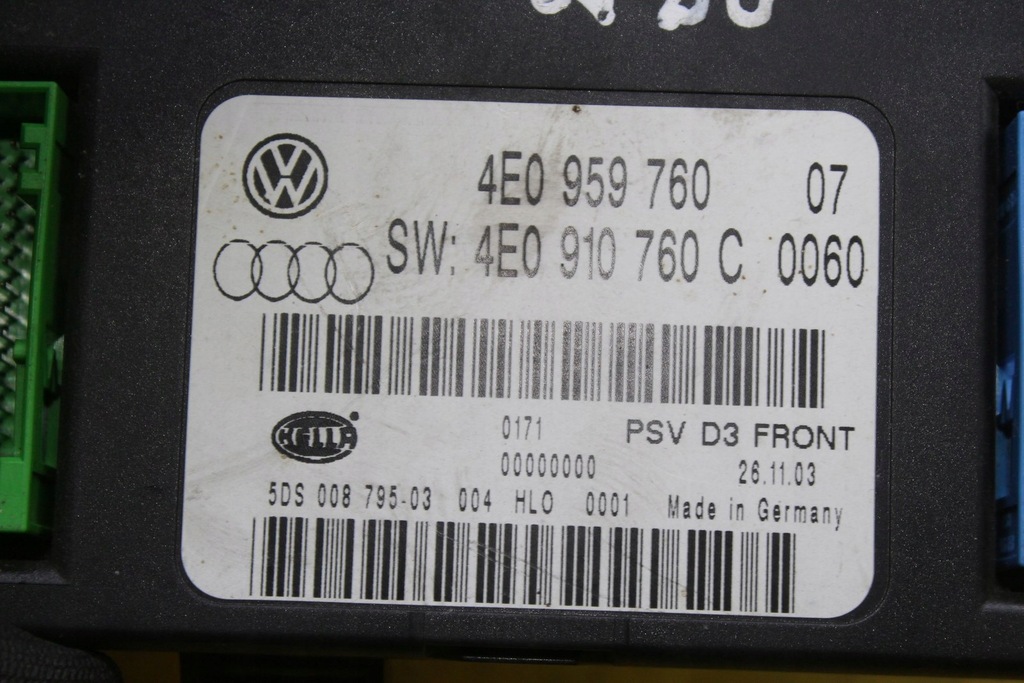 4E0 959 760 07
SW: 4E0 910 760 C 0060
HELLA
0171 PSV D3 FRONT
00000000 26.11.03
5DS 008 795-03 004 HLO 0001 Made in Germany